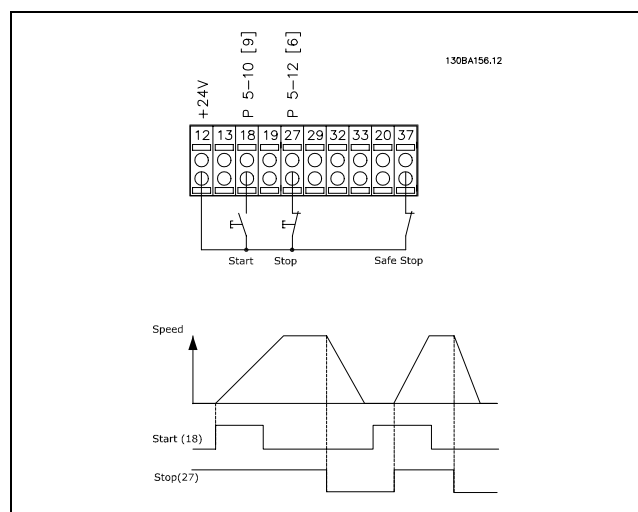 130BA156.12
+24V
P 5-10 [9]
P 5-12 [6]
12 13 18 19 27 29 32 33 20 37
Start Stop Safe Stop
Speed
Start (18)
Stop(27)